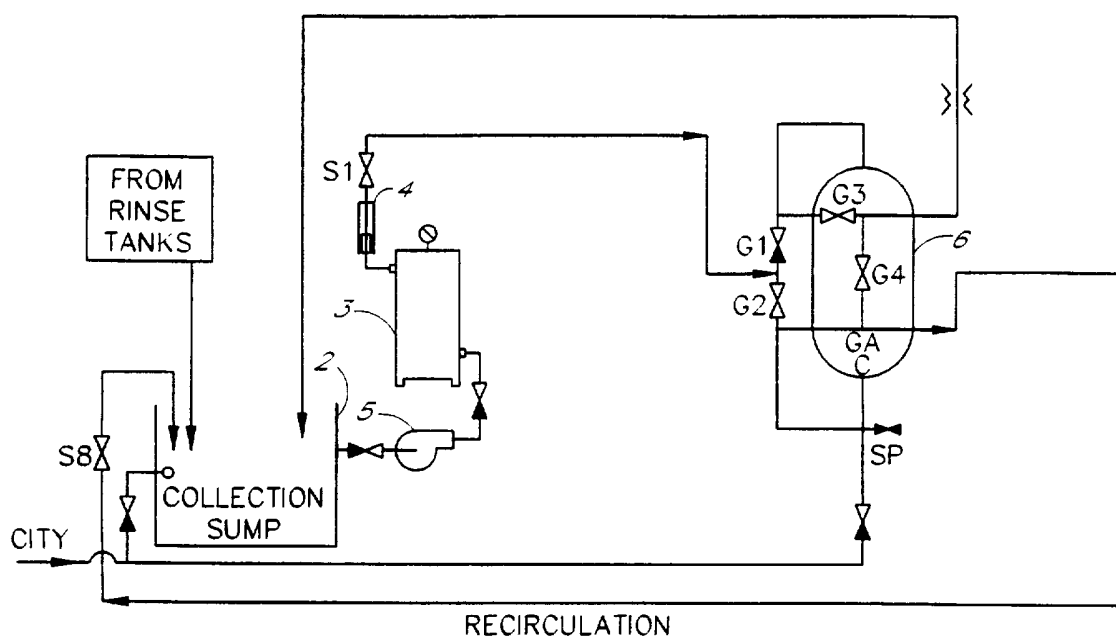 FROM
RINSE
TANKS
S1
4
3
2
5
S8
COLLECTION
SUMP
CITY
RECIRCULATION
G3
G1
G4
6
G2
GA
C
SP